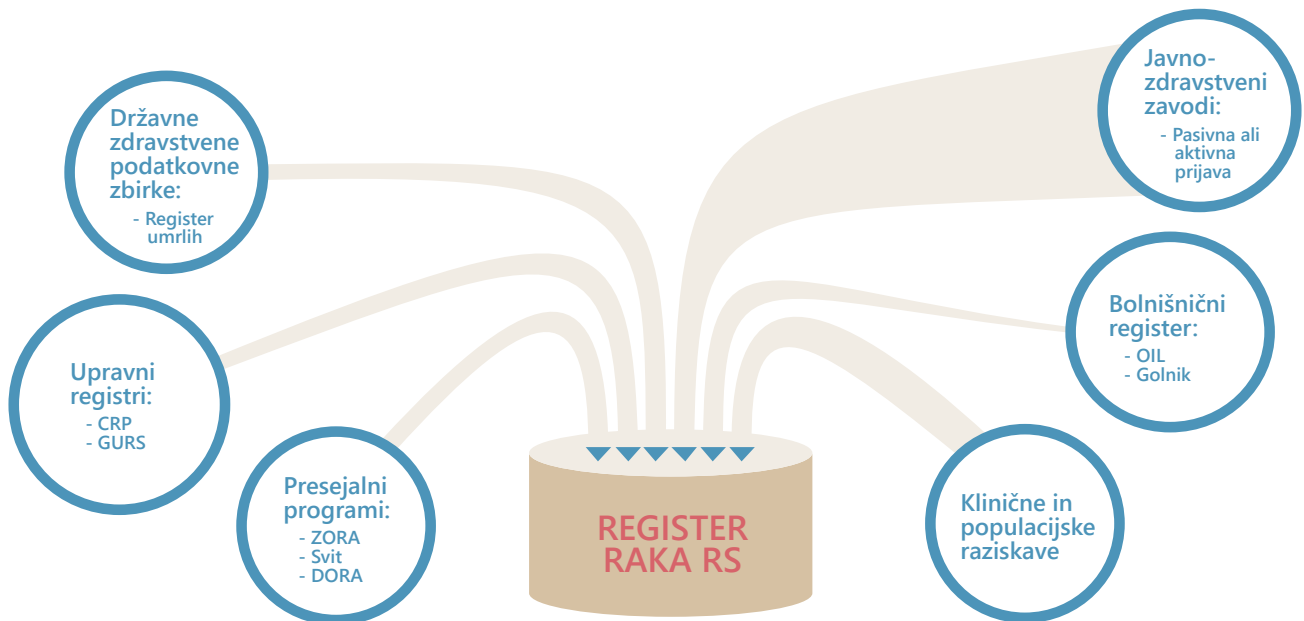 Državne
zdravstvene
podatkovne
zbirke:
- Register
umrlih
Upravni
registri:
- CRP
- GURS
Presejalni
programi:
- ZORA
- Svit
- DORA
REGISTER
RAKA RS
Javno-
zdravstveni
zavodi:
- Pasivna ali
aktivna
prijava
Bolnišnični
register:
- OIL
- Golnik
Klinične in
populacijske
raziskave